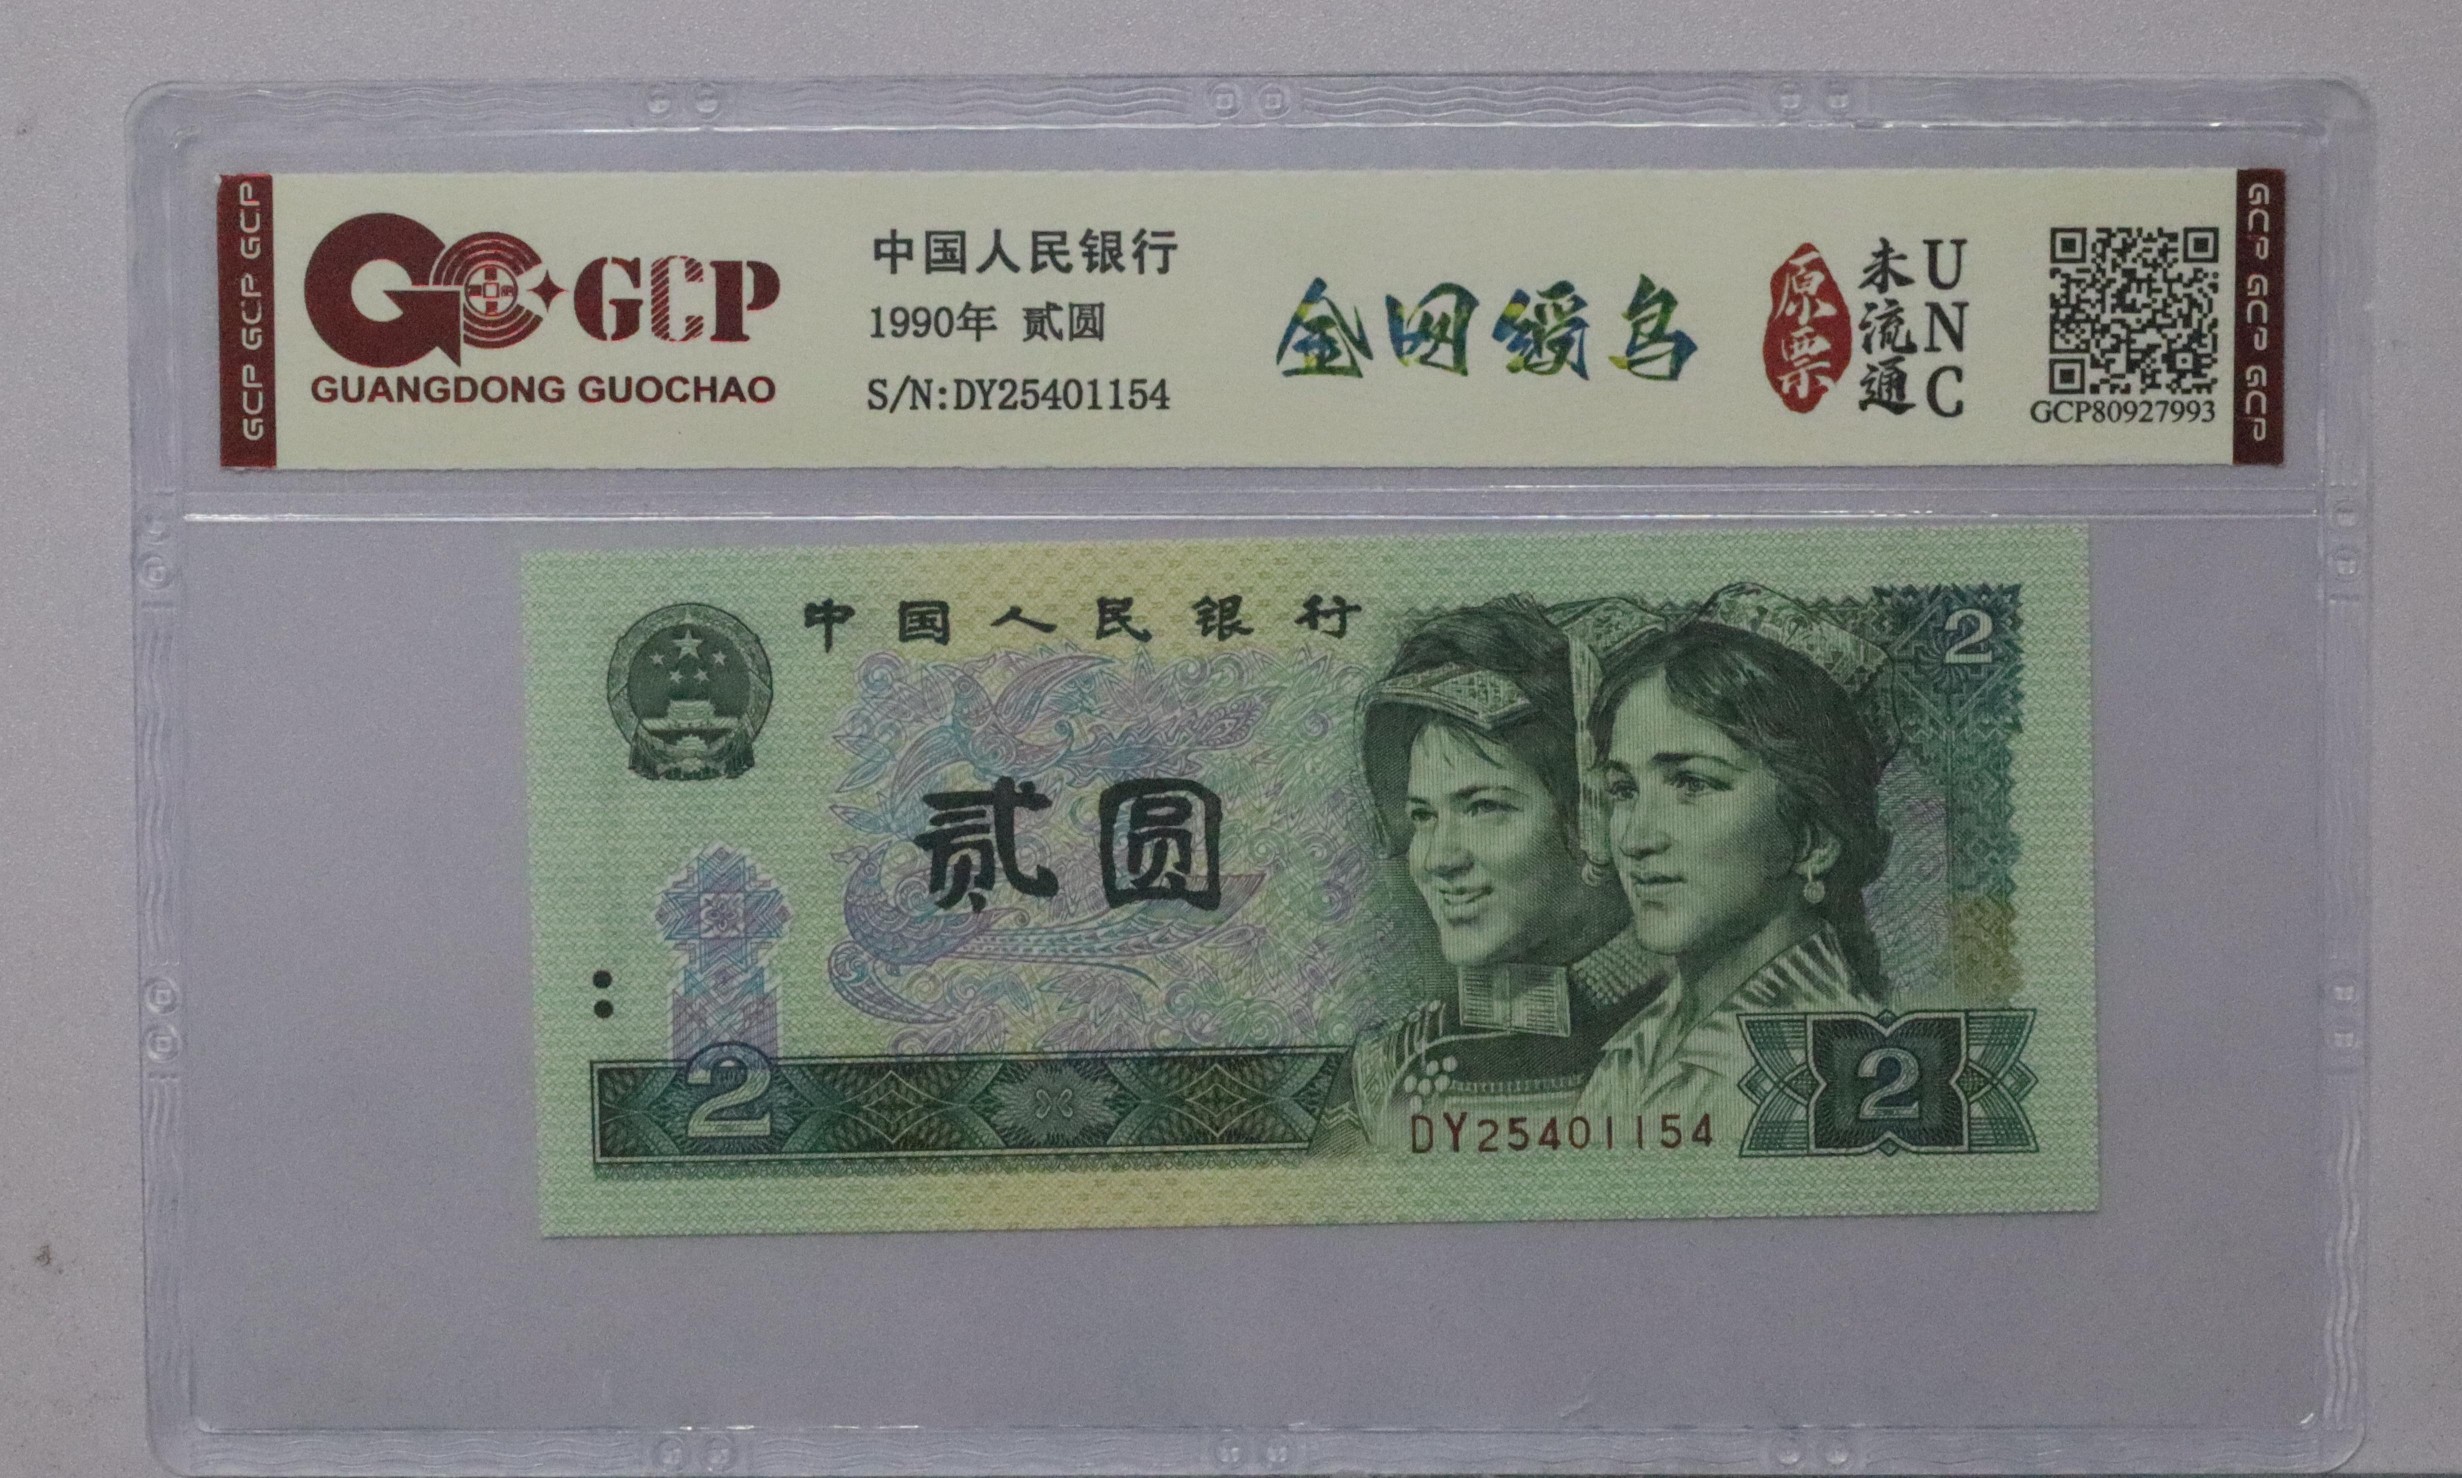 GCP GCP GCP
GCP
GUANGDONG GUOCHAO
中国人民银行
1990年 贰圆
S/N:DY25401154
金网绶鸟
原票
未流通
UNC
GCP80927993
GCP GCP GCP
中国人民银行
2
贰圆
2
DY25401154
2